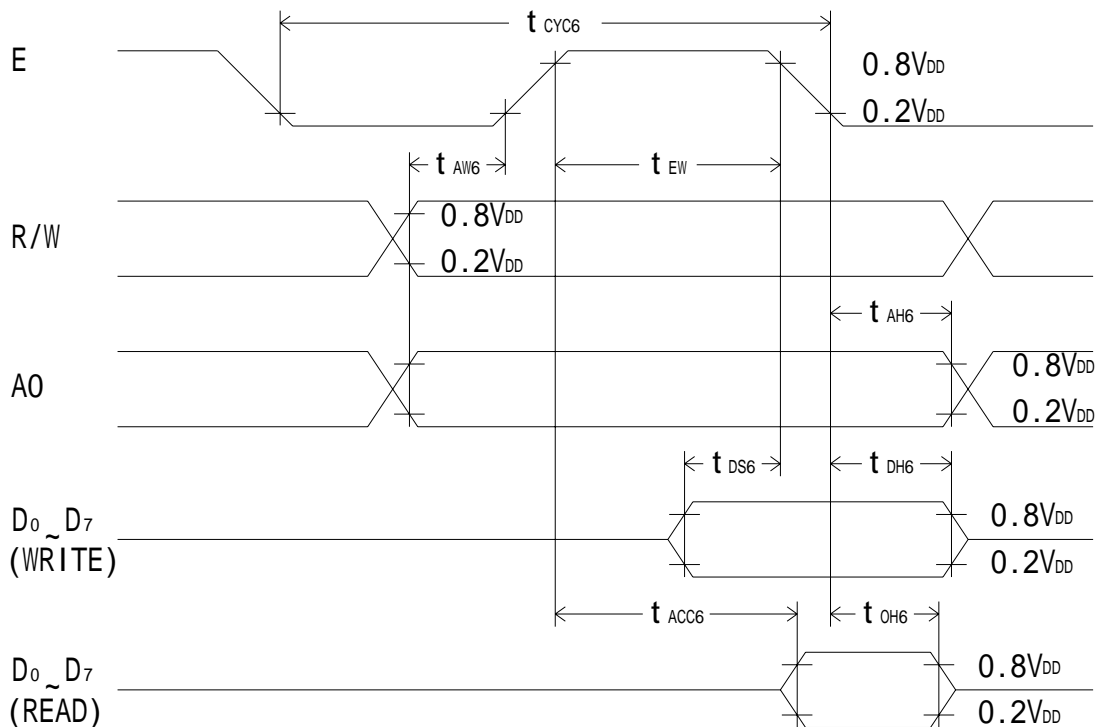 t CYC6
E
0.8VDD
0.2VDD
t AW6
t EW
R/W
0.8VDD
0.2VDD
t AH6
A0
0.8VDD
0.2VDD
t DS6
t DH6
D0 ~ D7
(WRITE)
0.8VDD
0.2VDD
t ACC6
t OH6
D0 ~ D7
(READ)
0.8VDD
0.2VDD